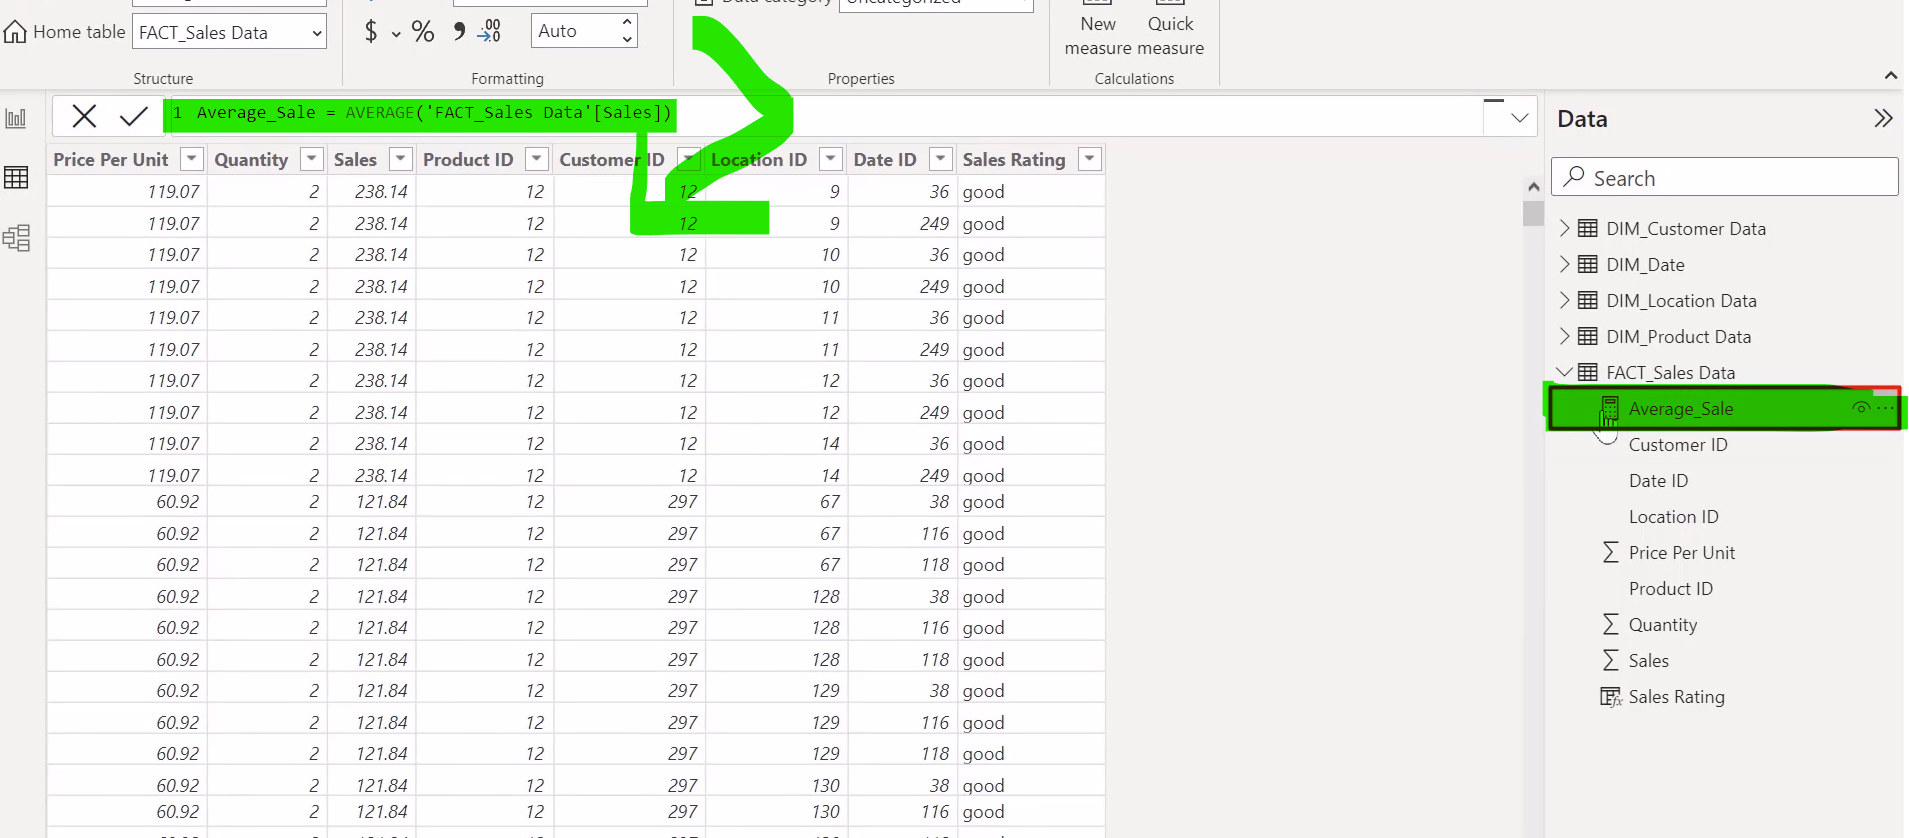 Home table FACT_Sales Data
$ % Auto
New Quick
measure measure
Structure Formatting Properties Calculations
1 Average_Sale = AVERAGE('FACT_Sales Data'[Sales])
2
Data
Search
Price Per Unit Quantity Sales Product ID Customer ID Location ID Date ID Sales Rating
119.07 2 238.14 12 12 9 36 good
119.07 2 238.14 12 12 9 249 good
119.07 2 238.14 12 12 10 36 good
119.07 2 238.14 12 12 10 249 good
119.07 2 238.14 12 12 11 36 good
119.07 2 238.14 12 12 11 249 good
119.07 2 238.14 12 12 12 36 good
119.07 2 238.14 12 12 12 249 good
119.07 2 238.14 12 12 14 36 good
119.07 2 238.14 12 12 14 249 good
60.92 2 121.84 12 297 67 38 good
60.92 2 121.84 12 297 67 116 good
60.92 2 121.84 12 297 67 118 good
60.92 2 121.84 12 297 128 38 good
60.92 2 121.84 12 297 128 116 good
60.92 2 121.84 12 297 128 118 good
60.92 2 121.84 12 297 129 38 good
60.92 2 121.84 12 297 129 116 good
60.92 2 121.84 12 297 129 118 good
60.92 2 121.84 12 297 130 38 good
60.92 2 121.84 12 297 130 116 good
DIM_Customer Data
DIM_Date
DIM_Location Data
DIM_Product Data
FACT_Sales Data
Average_Sale
Customer ID
Date ID
Location ID
Price Per Unit
Product ID
Quantity
Sales
Sales Rating